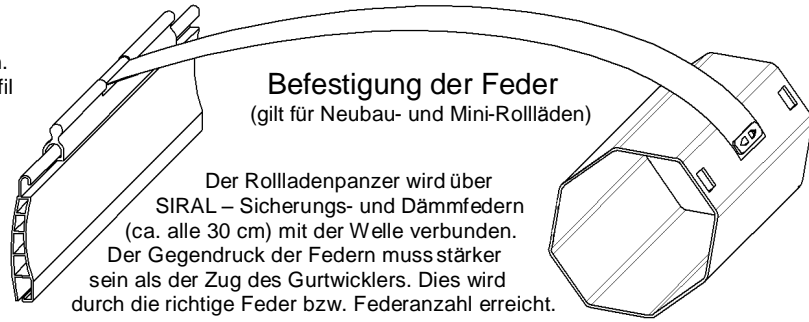 n.
fil
Befestigung der Feder
(gilt für Neubau- und Mini-Rollläden)
Der Rollladenpanzer wird über
SIRAL – Sicherungs- und Dämmfedern
(ca. alle 30 cm) mit der Welle verbunden.
Der Gegendruck der Federn muss stärker
sein als der Zug des Gurtwicklers. Dies wird
durch die richtige Feder bzw. Federanzahl erreicht.